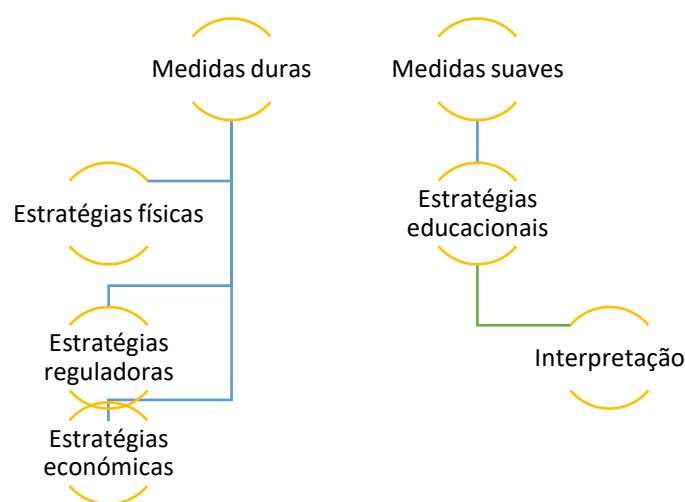 Medidas duras
Medidas suaves
Estratégias físicas
Estratégias
educacionais
Estratégias
reguladoras
Interpretação
Estratégias
económicas